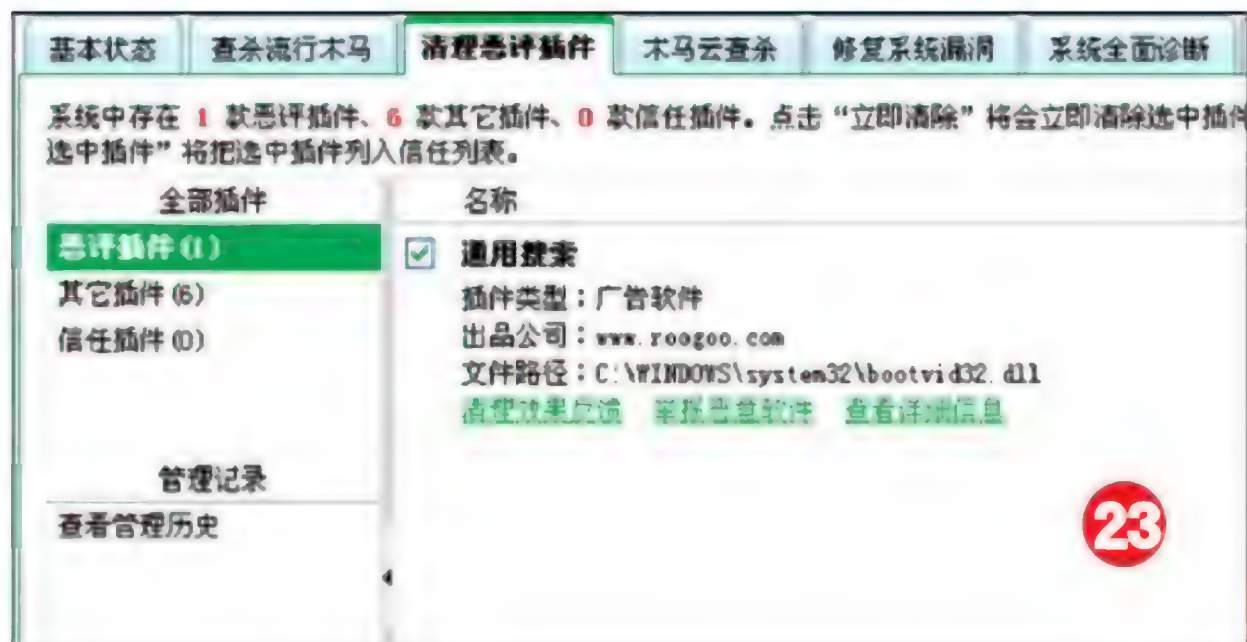 基本状态 查杀流行木马 清理恶评插件 木马云查杀 修复系统漏洞 系统全面诊断
系统中存在 1 款恶评插件、6 款其它插件、0 款信任插件。点击“立即清除”将会立即清除选中插件
选中插件”将把选中插件列入信任列表。
全部插件 名称
恶评插件(1)
通用搜索
其它插件(6)
插件类型：广告软件
信任插件(0)
出品公司：www.roogoo.com
文件路径：C:\WINDOWS\system32\bootvid32.dll
清理效果反馈 举报恶意软件 查看详细信息
管理记录
查看管理历史
23